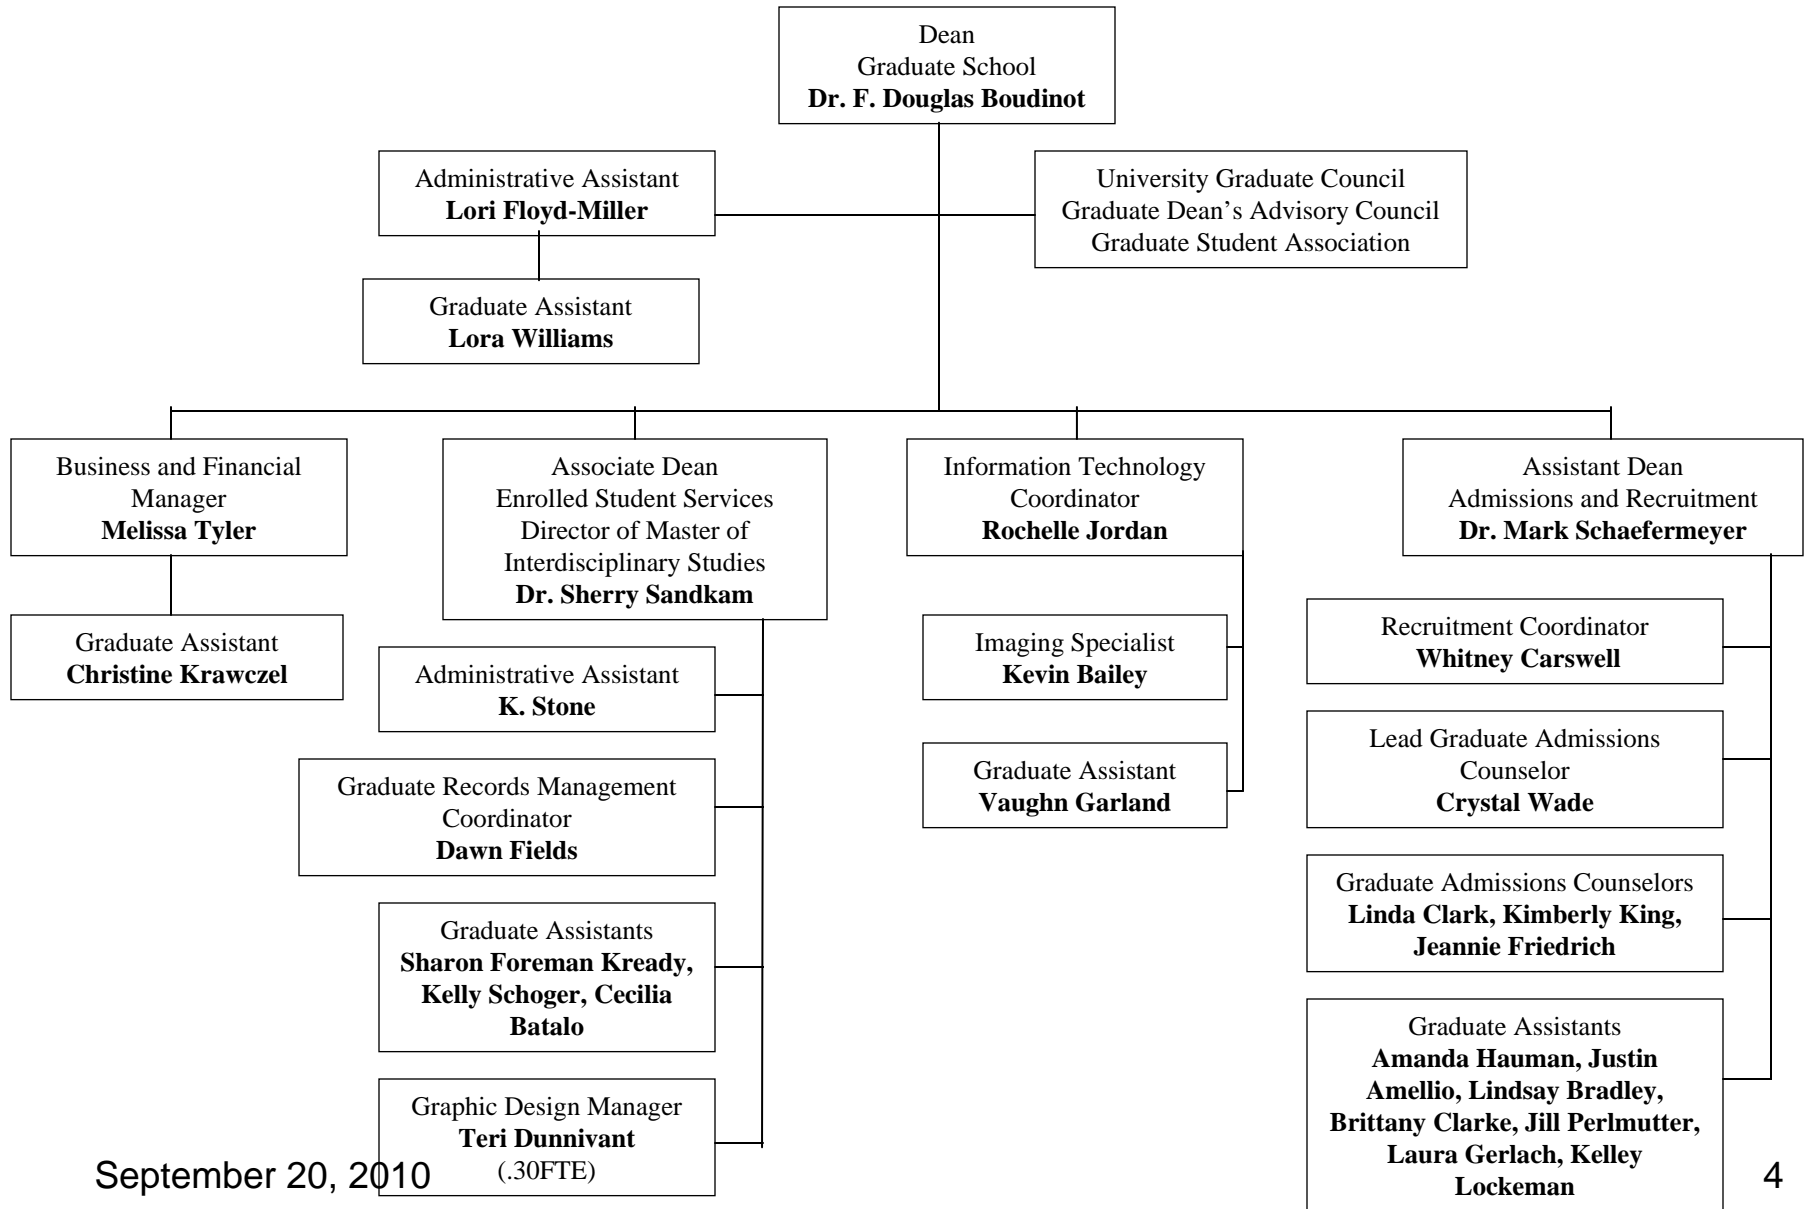 Dean
Graduate School
Dr. F. Douglas Boudinot
Administrative Assistant
Lori Floyd-Miller
University Graduate Council
Graduate Dean’s Advisory Council
Graduate Student Association
Graduate Assistant
Lora Williams
Business and Financial
Manager
Melissa Tyler
Graduate Assistant
Christine Krawczel
Associate Dean
Enrolled Student Services
Director of Master of
Interdisciplinary Studies
Dr. Sherry Sandkam
Administrative Assistant
K. Stone
Graduate Records Management
Coordinator
Dawn Fields
Graduate Assistants
Sharon Foreman Kready,
Kelly Schoger, Cecilia
Batalo
Graphic Design Manager
Teri Dunnivant
(.30FTE)
Information Technology
Coordinator
Rochelle Jordan
Imaging Specialist
Kevin Bailey
Graduate Assistant
Vaughn Garland
Assistant Dean
Admissions and Recruitment
Dr. Mark Schaefermeyer
Recruitment Coordinator
Whitney Carswell
Lead Graduate Admissions
Counselor
Crystal Wade
Graduate Admissions Counselors
Linda Clark, Kimberly King,
Jeannie Friedrich
Graduate Assistants
Amanda Hauman, Justin
Amellio, Lindsay Bradley,
Brittany Clarke, Jill Perlmutter,
Laura Gerlach, Kelley
Lockeman
September 20, 2010
4